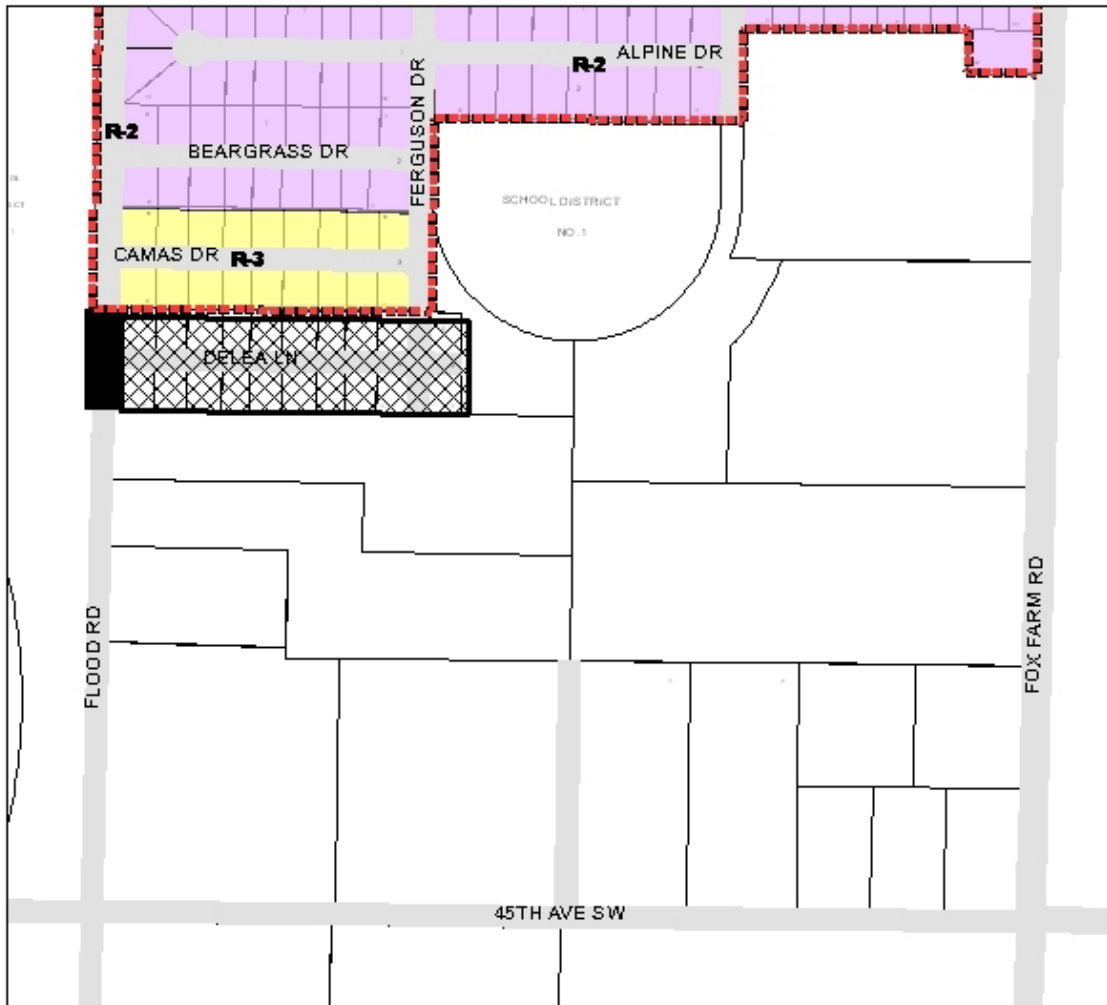 ALPINE DR
R-2
FERGUSON DR
R-2
BEARGRASS DR
SCHOOL DISTRICT
NO. 1
CAMAS DR
R-3
DELEA LN
FLOOD RD
FOX FARM RD
45TH AVE SW